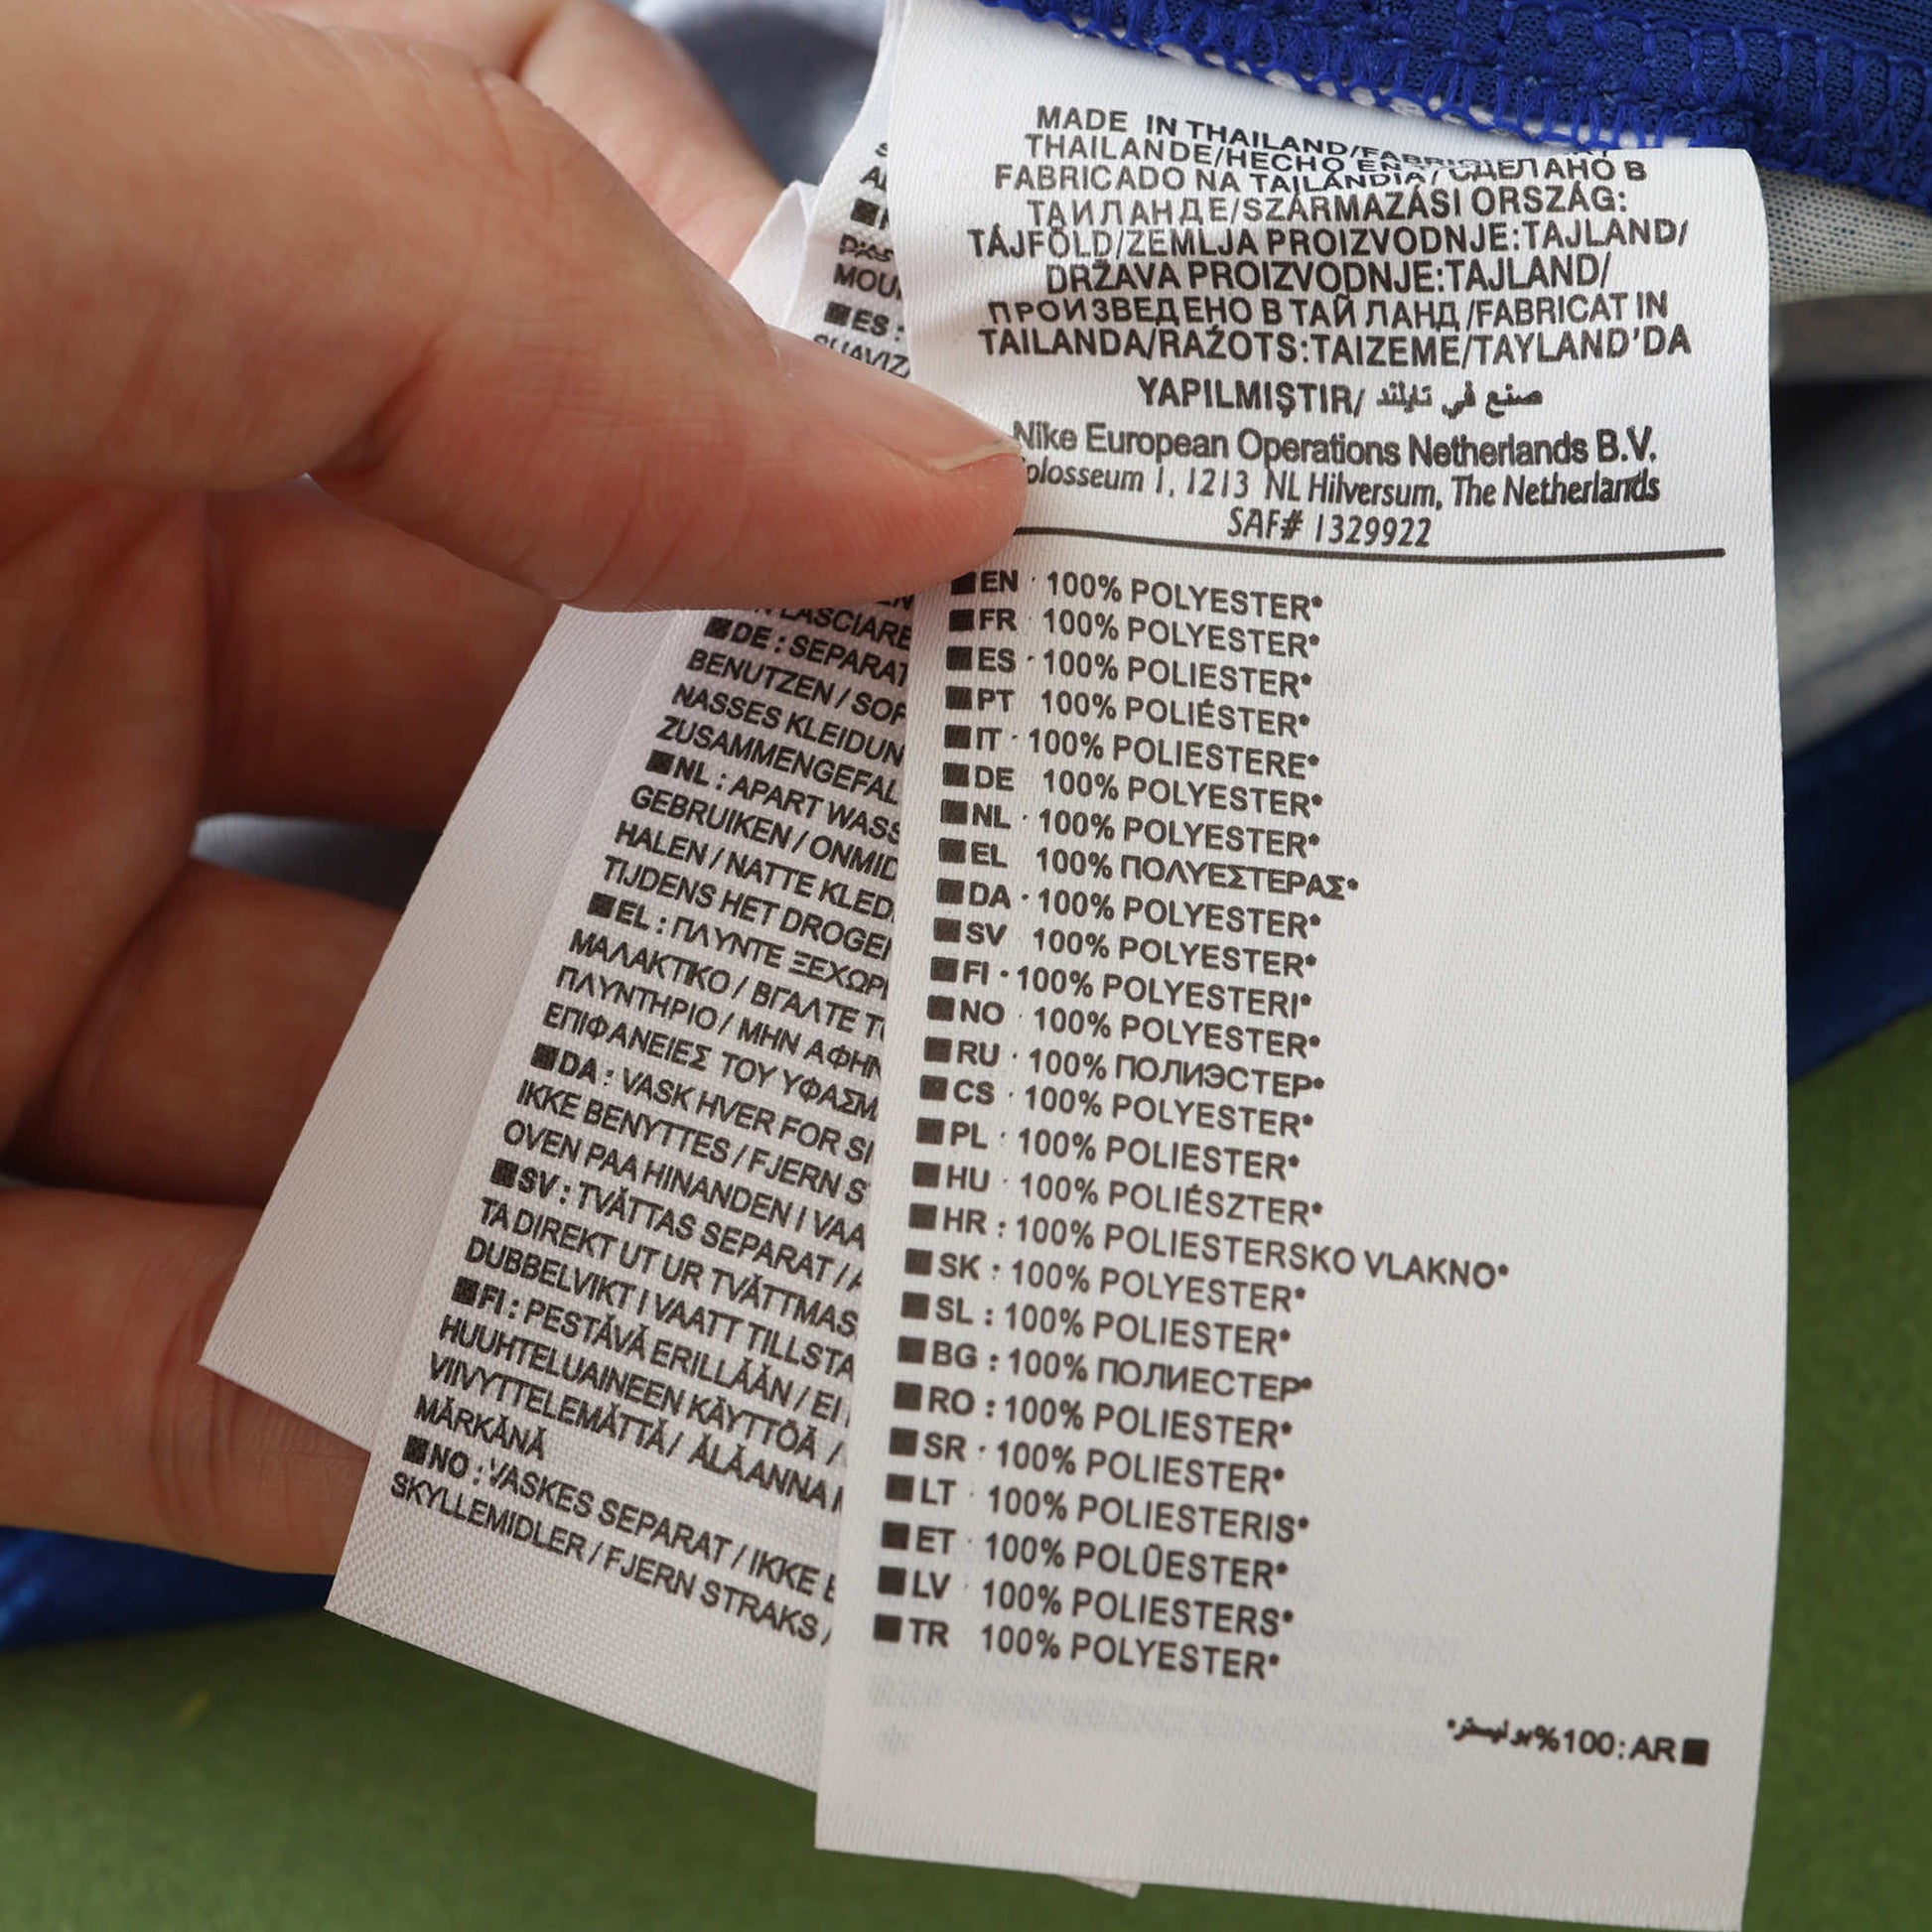 MADE IN THAILAND/
THAILANDE/HECHO EN
FABRICADO NA TAILÂNDIA/ СДЕЛАНО В
ТАИЛАНДЕ/SZÁRMAZÁSI ORSZÁG:
TÁJFÖLD/ZEMLJA PROIZVODNJE:TAJLAND/
DRŽAVA PROIZVODNJE:TAJLAND/
ПРОИЗВЕДЕНО В ТАЙЛАНД/FABRICAT IN
TAILANDA/RAŽOTS:TAIZEME/TAYLAND'DA
YAPILMIŞTIR/ صنع في تايلند
Nike European Operations Netherlands B.V.
1, 1213 NL Hilversum, The Netherlands
SAF# 1329922
■EN · 100% POLYESTER*
■FR · 100% POLYESTER*
■ES · 100% POLIESTER*
■PT 100% POLIÉSTER*
■IT · 100% POLIESTERE*
■DE 100% POLYESTER*
■NL · 100% POLYESTER*
■EL 100% ΠΟΛΥΕΣΤΕΡΑΣ*
■DA · 100% POLYESTER*
■SV 100% POLYESTER*
■FI · 100% POLYESTERI*
■NO · 100% POLYESTER*
■RU · 100% ПОЛИЭСТЕР*
■CS · 100% POLYESTER*
■PL · 100% POLIESTER*
■HU · 100% POLIÉSZTER*
■HR : 100% POLIESTERSKO VLAKNO*
■SK : 100% POLYESTER*
■SL : 100% POLIESTER*
■BG : 100% ПОЛИЕСТЕР*
■RO : 100% POLIESTER*
■SR · 100% POLIESTER*
■LT · 100% POLIESTERIS*
■ET · 100% POLÜESTER*
■LV · 100% POLIESTERS*
■TR 100% POLYESTER*
■AR:100% بوليستر*
■ES :
LASCIARE
■DE : SEPARAT
BENUTZEN / SOF
NASSES KLEIDUN
ZUSAMMENGEFAL
■NL : APART WASS
GEBRUIKEN / ONMID
HALEN / NATTE KLED
TIJDENS HET DROGEN
■EL : ΠΛΥΝΤΕ ΞΕΧΩΡΙ
ΜΑΛΑΚΤΙΚΟ / ΒΓΑΛΤΕ ΤΟ
ΠΛΥΝΤΗΡΙΟ / ΜΗΝ ΑΦΗΝ
ΕΠΙΦΑΝΕΙΕΣ ΤΟΥ ΥΦΑΣΜ
■DA : VASK HVER FOR SI
IKKE BENYTTES / FJERN S
OVEN PAA HINANDEN I VAA
■SV : TVÄTTAS SEPARAT / A
TA DIREKT UT UR TVÄTTMAS
DUBBELVIKT I VAATT TILLSTA
■FI : PESTÄVÄ ERILLÄÄN / EI
HUUHTELUAINEEN KÄYTTÖÄ /
VIIVYTTELEMÄTTÄ / ÄLÄ ANNA
MÄRKÄNÄ
■NO : VASKES SEPARAT / IKKE
SKYLLEMIDLER / FJERN STRAKS /